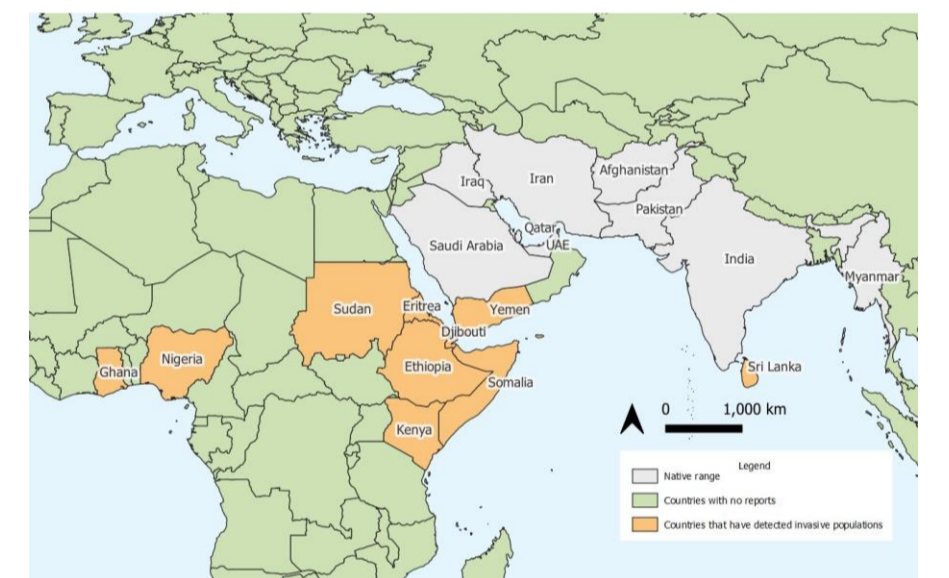 Afghanistan
Iraq
Iran
Pakistan
Qatar
Saudi Arabia
UAE
India
Myanmar
Sudan
Eritrea
Yemen
Djibouti
Nigeria
Ghana
Ethiopia
Sri Lanka
Somalia
Kenya
0 1,000 km
Legend
Native range
Countries with no reports
Countries that have detected invasive populations